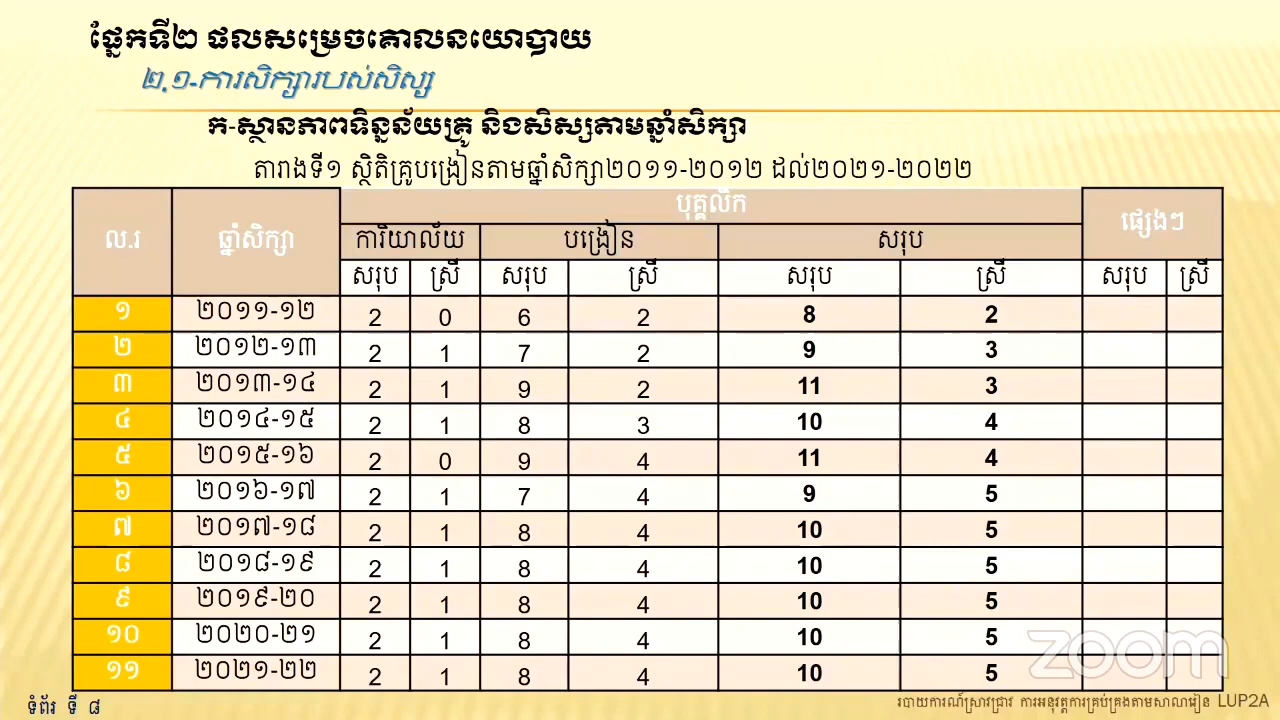 ផ្នែកទី២ ផលសម្រេចគោលនយោបាយ
២.១-ការសិក្សារបស់សិស្ស
ក-ស្ថានភាពទិន្នន័យគ្រូ និងសិស្សតាមឆ្នាំសិក្សា
តារាងទី១ ស្ថិតិគ្រូបង្រៀនតាមឆ្នាំសិក្សា២០១១-២០១២ ដល់២០២១-២០២២
ល.រ ឆ្នាំសិក្សា បុគ្គលិក ផ្សេងៗ
ការិយាល័យ បង្រៀន សរុប
សរុប ស្រី សរុប ស្រី សរុប ស្រី សរុប ស្រី
១ ២០១១-១២ 2 0 6 2 8 2
២ ២០១២-១៣ 2 1 7 2 9 3
៣ ២០១៣-១៤ 2 1 9 2 11 3
៤ ២០១៤-១៥ 2 1 8 3 10 4
៥ ២០១៥-១៦ 2 0 9 4 11 4
៦ ២០១៦-១៧ 2 1 7 4 9 5
៧ ២០១៧-១៨ 2 1 8 4 10 5
៨ ២០១៨-១៩ 2 1 8 4 10 5
៩ ២០១៩-២០ 2 1 8 4 10 5
១០ ២០២០-២១ 2 1 8 4 10 5
១១ ២០២១-២២ 2 1 8 4 10 5
zoom
ទំព័រ ទី ៨
របាយការណ៍ស្រាវជ្រាវ ការអនុវត្តការគ្រប់គ្រងតាមសាលារៀន LUP2A